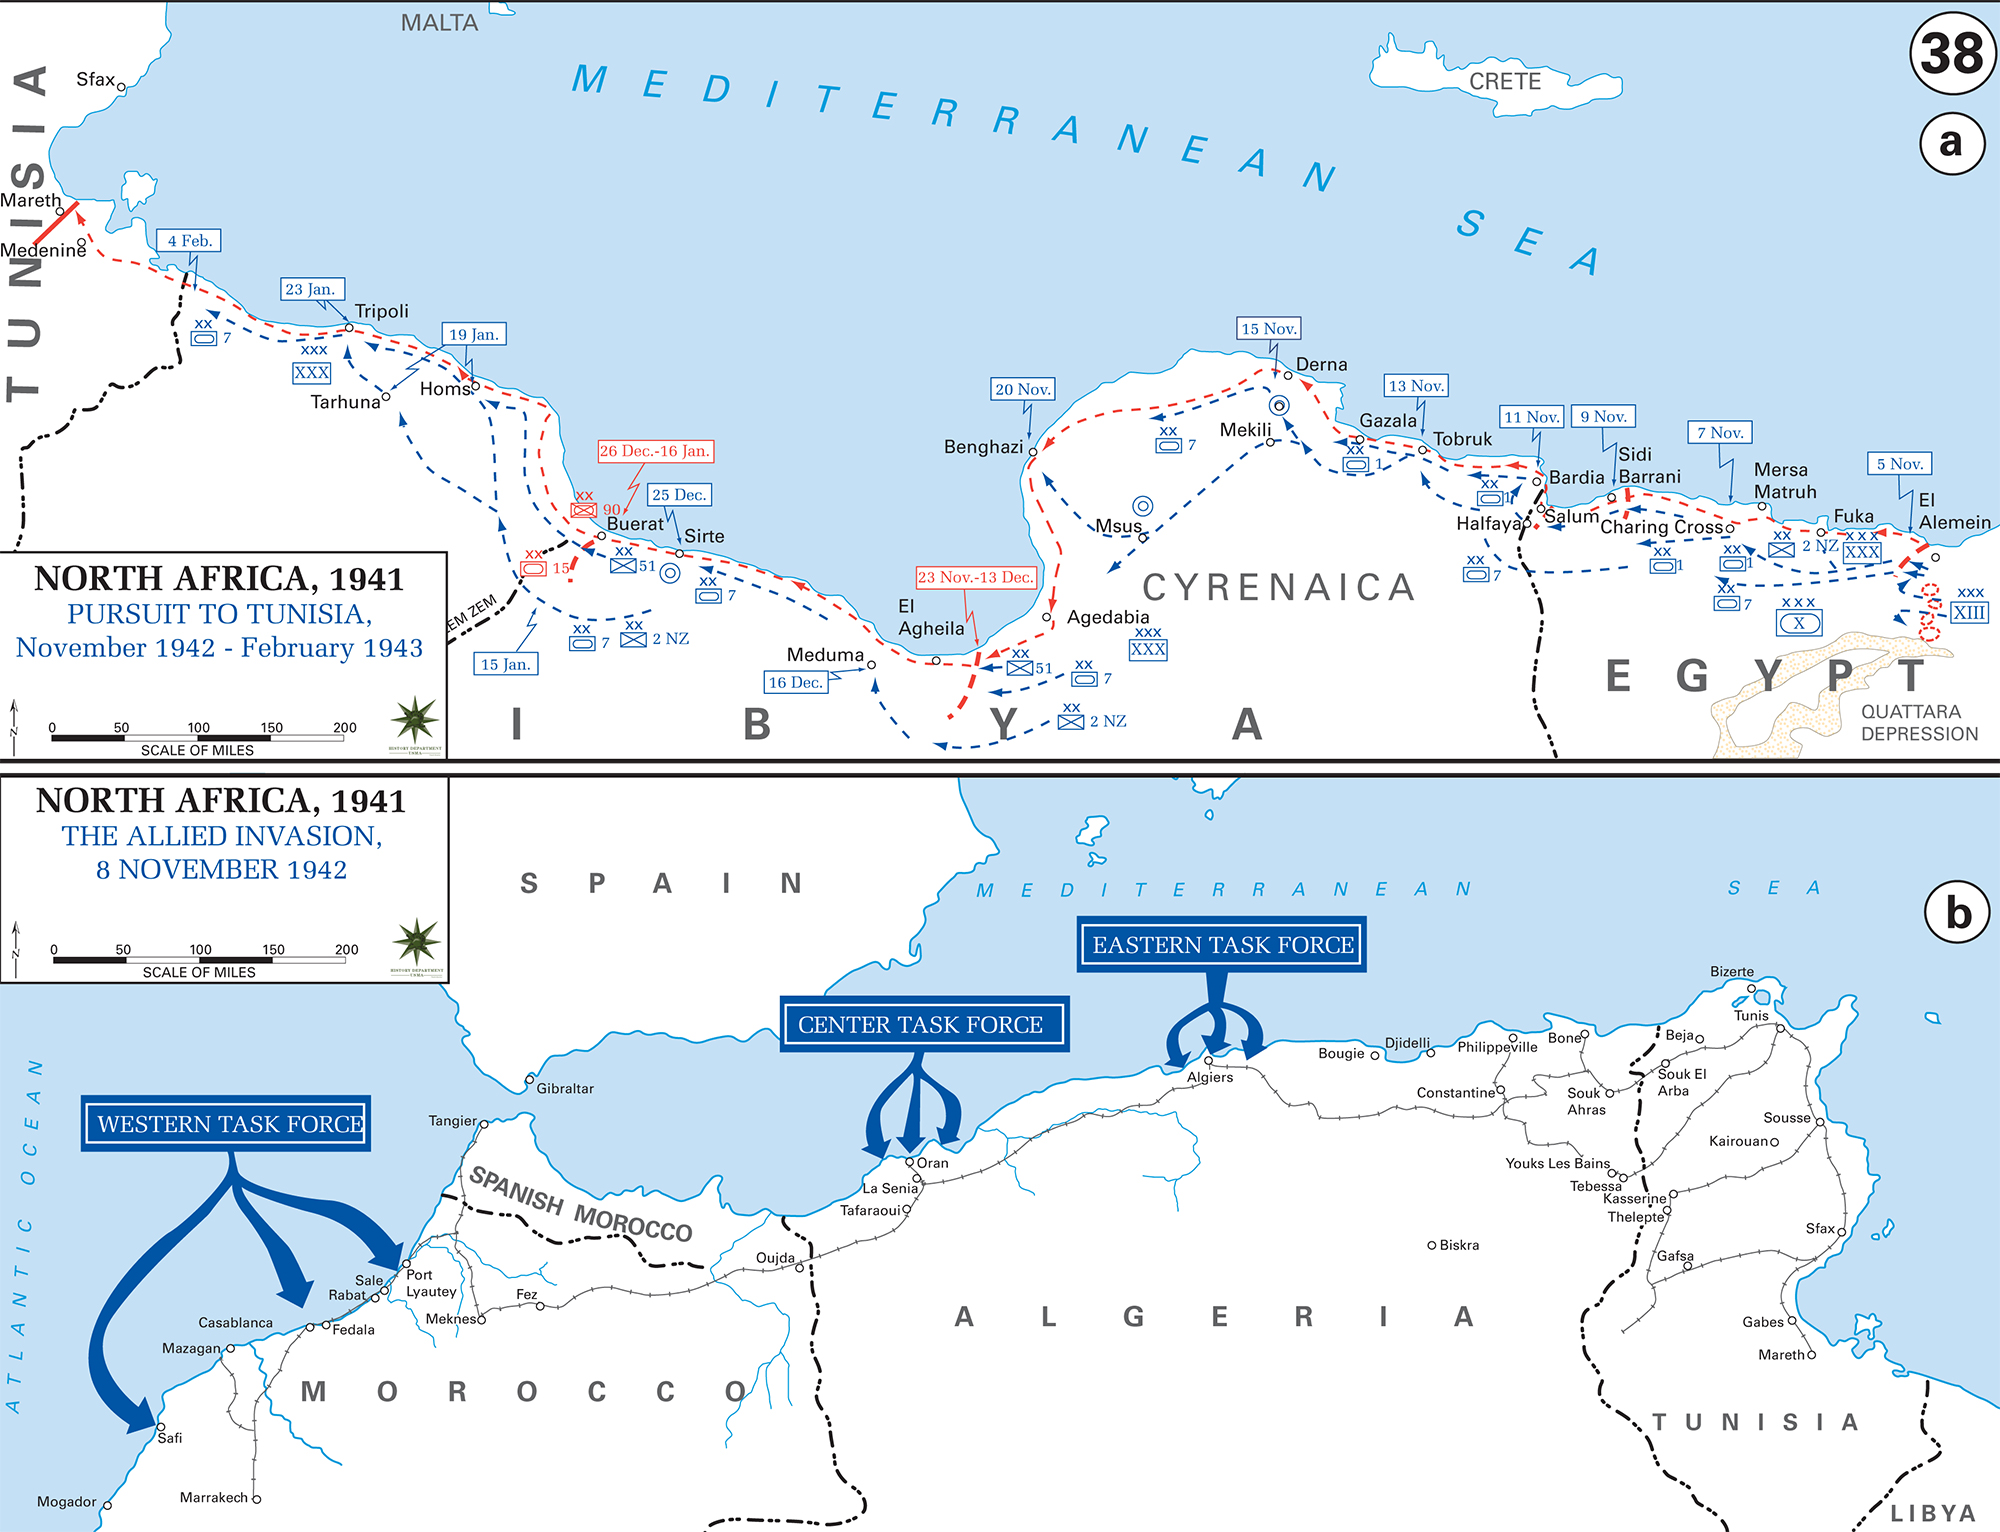 MALTA
38
a
Sfax
CRETE
MEDITERRANEAN
SEA
TUNISIA
Mareth
Medenine
4 Feb.
23 Jan.
Tripoli
19 Jan.
xx
7
xxx
XXX
Tarhuna
Homs
26 Dec.-16 Jan.
25 Dec.
xx
90
Buerat
Sirte
xx
15
xx
51
xx
7
EM ZEM
15 Jan.
7
xx
2 NZ
15 Nov.
Derna
20 Nov.
13 Nov.
Gazala
Tobruk
Benghazi
Mekili
xx
7
xx
1
11 Nov.
9 Nov.
7 Nov.
5 Nov.
Sidi
Barrani
Bardia
Mersa
Matruh
El
Alemein
xx
1
Halfaya
Salum
Charing Cross
Fuka
Msus
xx
7
xx
1
xx
1
xx
2 NZ
xxx
XXX
xx
7
xxx
X
xxx
XIII
23 Nov.-13 Dec.
CYRENAICA
El
Agheila
Agedabia
xxx
XXX
Meduma
16 Dec.
xx
51
xx
7
xx
2 NZ
I B Y A
EGYPT
QUATTARA
DEPRESSION
NORTH AFRICA, 1941
PURSUIT TO TUNISIA,
November 1942 - February 1943
N
0 50 100 150 200
SCALE OF MILES
HISTORY DEPARTMENT
USMA
NORTH AFRICA, 1941
THE ALLIED INVASION,
8 NOVEMBER 1942
N
0 50 100 150 200
SCALE OF MILES
HISTORY DEPARTMENT
USMA
SPAIN
MEDITERRANEAN SEA
b
EASTERN TASK FORCE
CENTER TASK FORCE
WESTERN TASK FORCE
ATLANTIC OCEAN
Gibraltar
Tangier
SPANISH MOROCCO
Bizerte
Tunis
Beja
Bone
Philippeville
Djidelli
Bougie
Algiers
Constantine
Souk
Ahras
Souk El
Arba
Sousse
Kairouan
Youks Les Bains
Tebessa
Kasserine
Thelepte
Sfax
Gafsa
Gabes
Mareth
Biskra
Oran
La Senia
Tafaraoui
Oujda
Port
Lyautey
Sale
Rabat
Fez
Meknes
Casablanca
Fedala
Mazagan
Safi
Mogador
Marrakech
MOROCCO
ALGERIA
TUNISIA
LIBYA